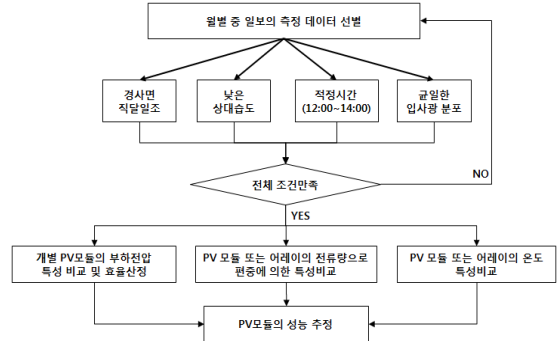 월별 중 일보의 측정 데이터 선별
경사면
직달일조
낮은
상대습도
적정시간
(12:00~14:00)
균일한
입사광 분포
전체 조건만족
NO
YES
개별 PV모듈의 부하전압
특성 비교 및 효율산정
PV 모듈 또는 어레이의 전류량으로
편중에 의한 특성비교
PV 모듈 또는 어레이의 온도
특성비교
PV모듈의 성능 추정